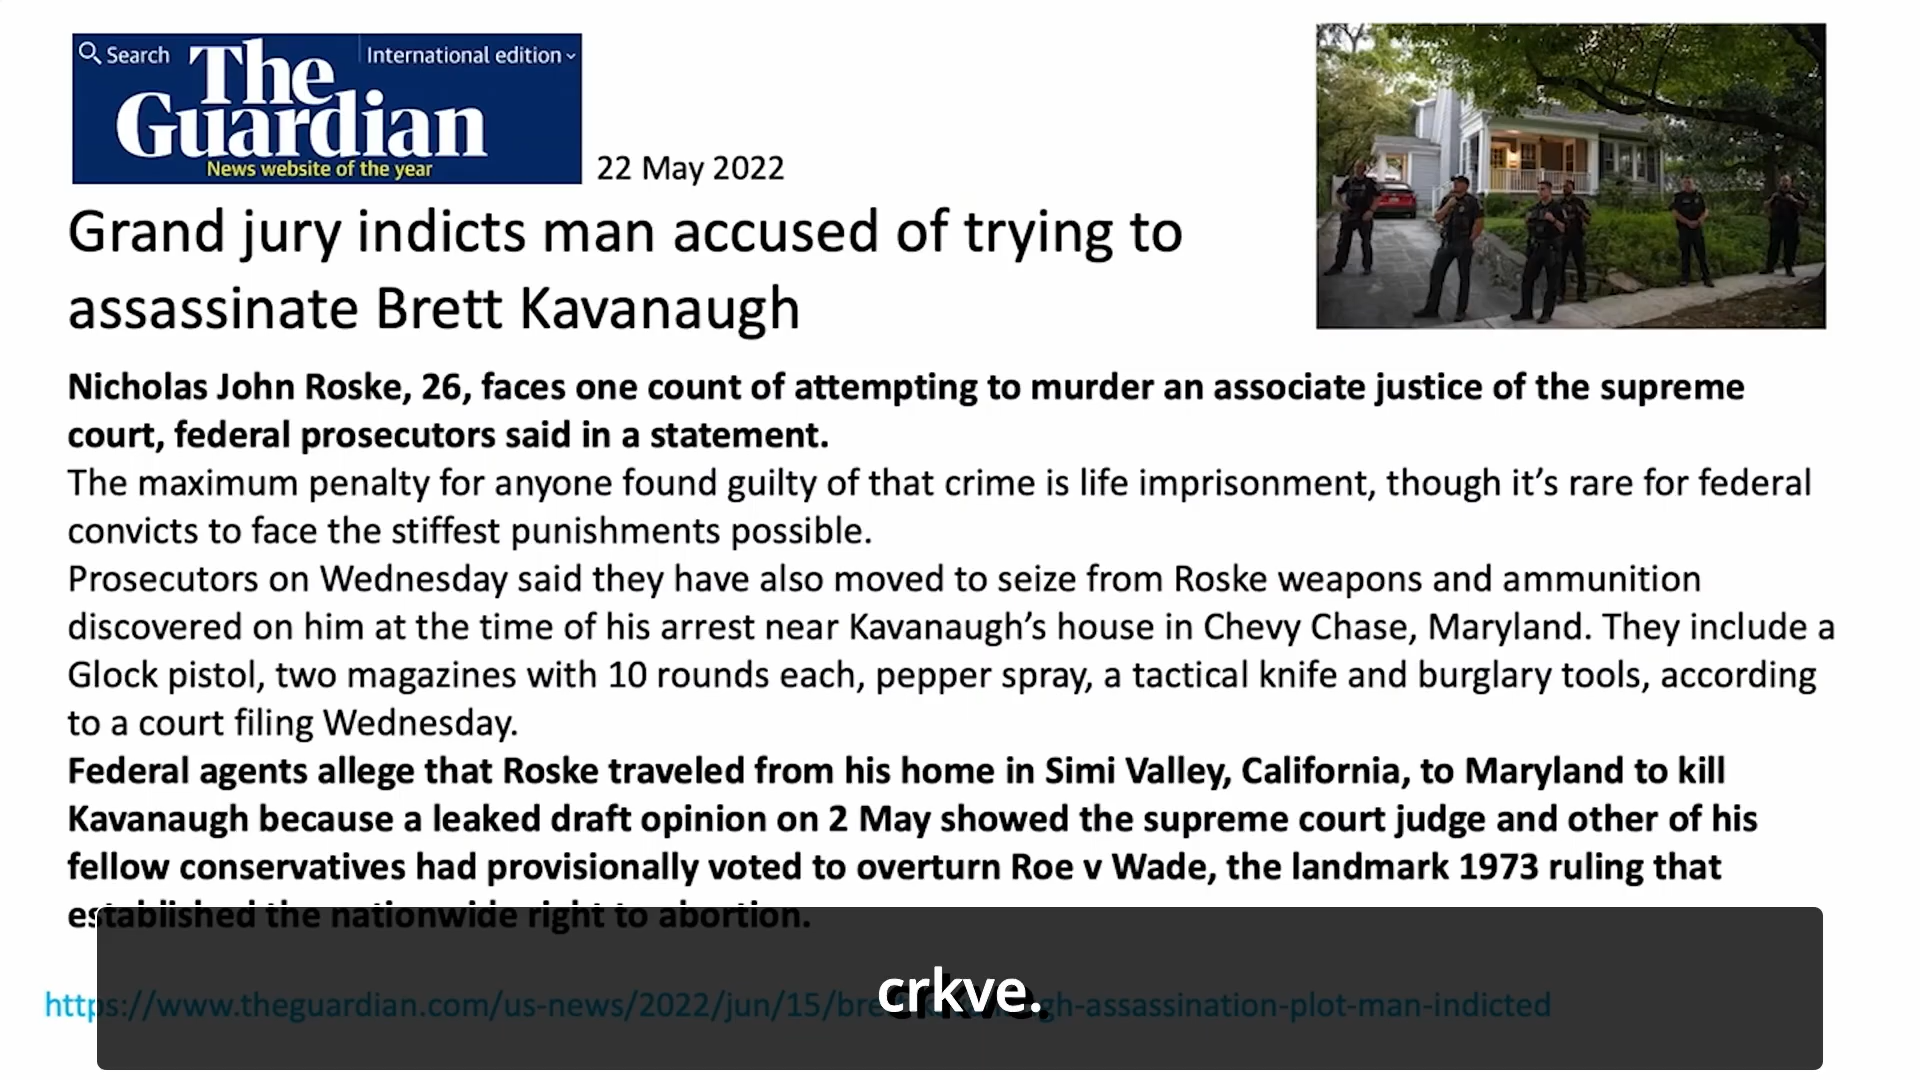 Search
International edition
The
Guardian
News website of the year
22 May 2022
Grand jury indicts man accused of trying to
assassinate Brett Kavanaugh
Nicholas John Roske, 26, faces one count of attempting to murder an associate justice of the supreme
court, federal prosecutors said in a statement.
The maximum penalty for anyone found guilty of that crime is life imprisonment, though it’s rare for federal
convicts to face the stiffest punishments possible.
Prosecutors on Wednesday said they have also moved to seize from Roske weapons and ammunition
discovered on him at the time of his arrest near Kavanaugh’s house in Chevy Chase, Maryland. They include a
Glock pistol, two magazines with 10 rounds each, pepper spray, a tactical knife and burglary tools, according
to a court filing Wednesday.
Federal agents allege that Roske traveled from his home in Simi Valley, California, to Maryland to kill
Kavanaugh because a leaked draft opinion on 2 May showed the supreme court judge and other of his
fellow conservatives had provisionally voted to overturn Roe v Wade, the landmark 1973 ruling that
established the nationwide right to abortion.
https://www.theguardian.com/us-news/2022/jun/15/bre gh-assassination-plot-man-indicted
crkve.